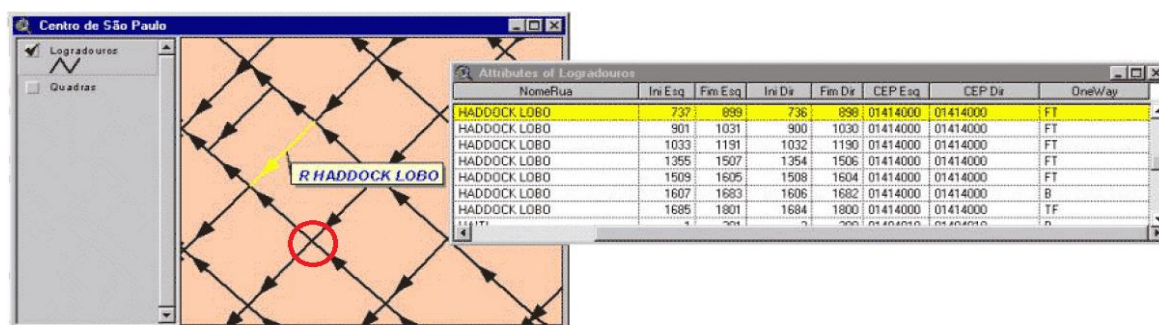 Centro de São Paulo
Logradouros
Quadras
R HADDOCK LOBO
Attributes of Logradouros
NomeRua Ini Esq Fim Esq Ini Dir Fim Dir CEP Esq CEP Dir OneWay
HADDOCK LOBO 737 899 736 898 01414000 01414000 FT
HADDOCK LOBO 901 1031 900 1030 01414000 01414000 FT
HADDOCK LOBO 1033 1191 1032 1190 01414000 01414000 FT
HADDOCK LOBO 1355 1507 1354 1506 01414000 01414000 FT
HADDOCK LOBO 1509 1605 1508 1604 01414000 01414000 FT
HADDOCK LOBO 1607 1683 1606 1682 01414000 01414000 B
HADDOCK LOBO 1685 1801 1684 1800 01414000 01414000 TF